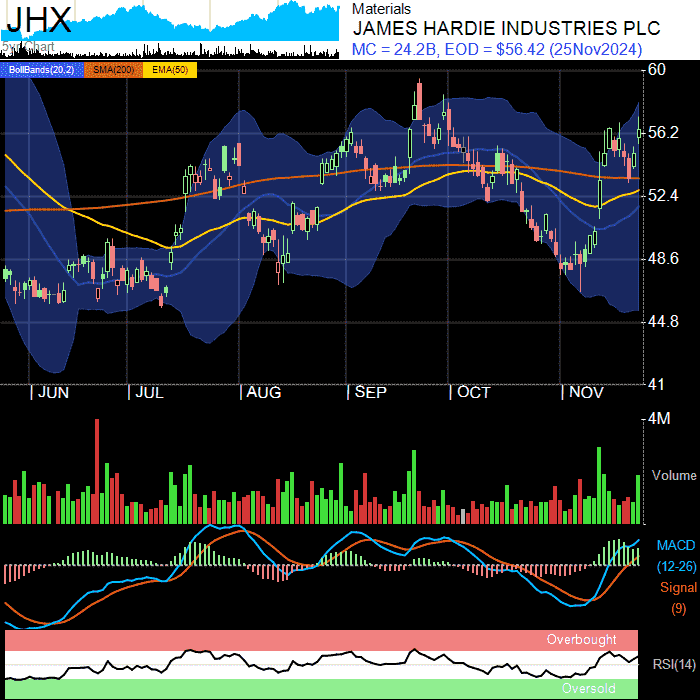 JHX
Materials
JAMES HARDIE INDUSTRIES PLC
MC = 24.2B, EOD = $56.42 (25Nov2024)
Chart
BollBands(20,2) SMA(200) EMA(50)
60
56.2
52.4
48.6
44.8
41
JUN JUL AUG SEP OCT NOV
4M
Volume
MACD
(12-26)
Signal
(9)
Overbought
RSI(14)
Oversold